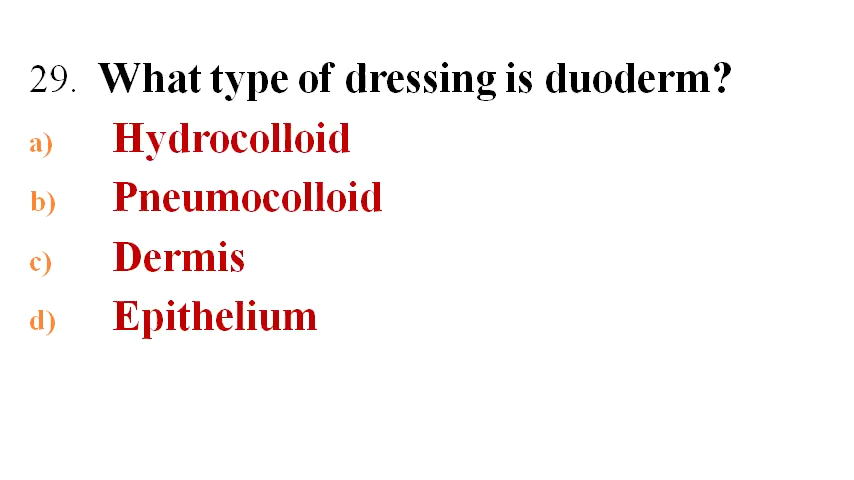 29. What type of dressing is duoderm?
a) Hydrocolloid
b) Pneumocolloid
c) Dermis
d) Epithelium